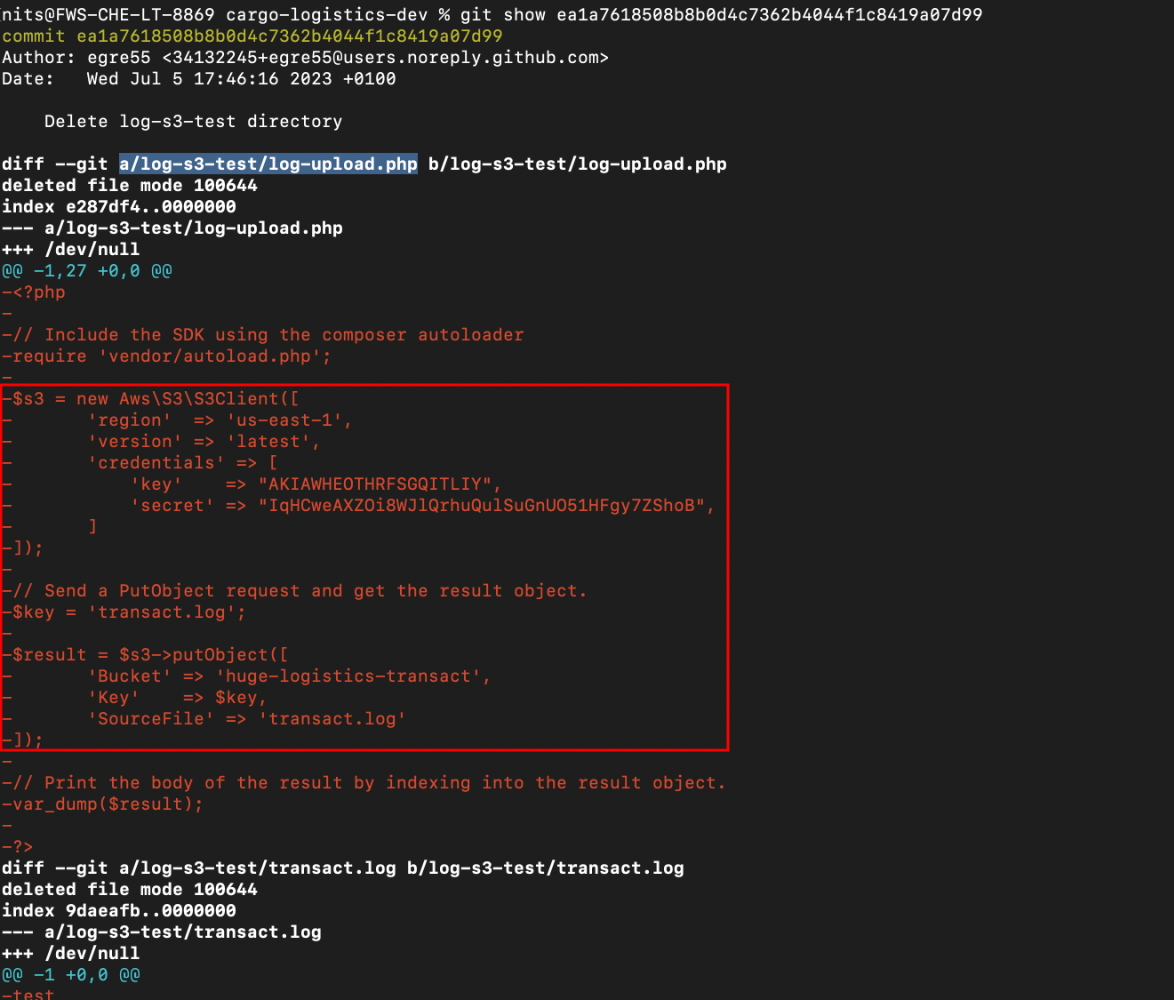 nits@FWS-CHE-LT-8869 cargo-logistics-dev % git show ea1a7618508b8b0d4c7362b4044f1c8419a07d99
commit ea1a7618508b8b0d4c7362b4044f1c8419a07d99
Author: egre55 <34132245+egre55@users.noreply.github.com>
Date:   Wed Jul 5 17:46:16 2023 +0100
    Delete log-s3-test directory
diff --git a/log-s3-test/log-upload.php b/log-s3-test/log-upload.php
deleted file mode 100644
index e287df4..0000000
--- a/log-s3-test/log-upload.php
+++ /dev/null
@@ -1,27 +0,0 @@
-<?php
-
-// Include the SDK using the composer autoloader
-require 'vendor/autoload.php';
-
-$s3 = new Aws\S3\S3Client([
-       'region'  => 'us-east-1',
-       'version' => 'latest',
-       'credentials' => [
-           'key'    => "AKIAWHEOTHRFSGQITLIY",
-           'secret' => "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",
-       ]
-]);
-
-// Send a PutObject request and get the result object.
-$key = 'transact.log';
-
-$result = $s3->putObject([
-       'Bucket' => 'huge-logistics-transact',
-       'Key'    => $key,
-       'SourceFile' => 'transact.log'
-]);
-
-// Print the body of the result by indexing into the result object.
-var_dump($result);
-
-?>
diff --git a/log-s3-test/transact.log b/log-s3-test/transact.log
deleted file mode 100644
index 9daeafb..0000000
--- a/log-s3-test/transact.log
+++ /dev/null
@@ -1 +0,0 @@
-test